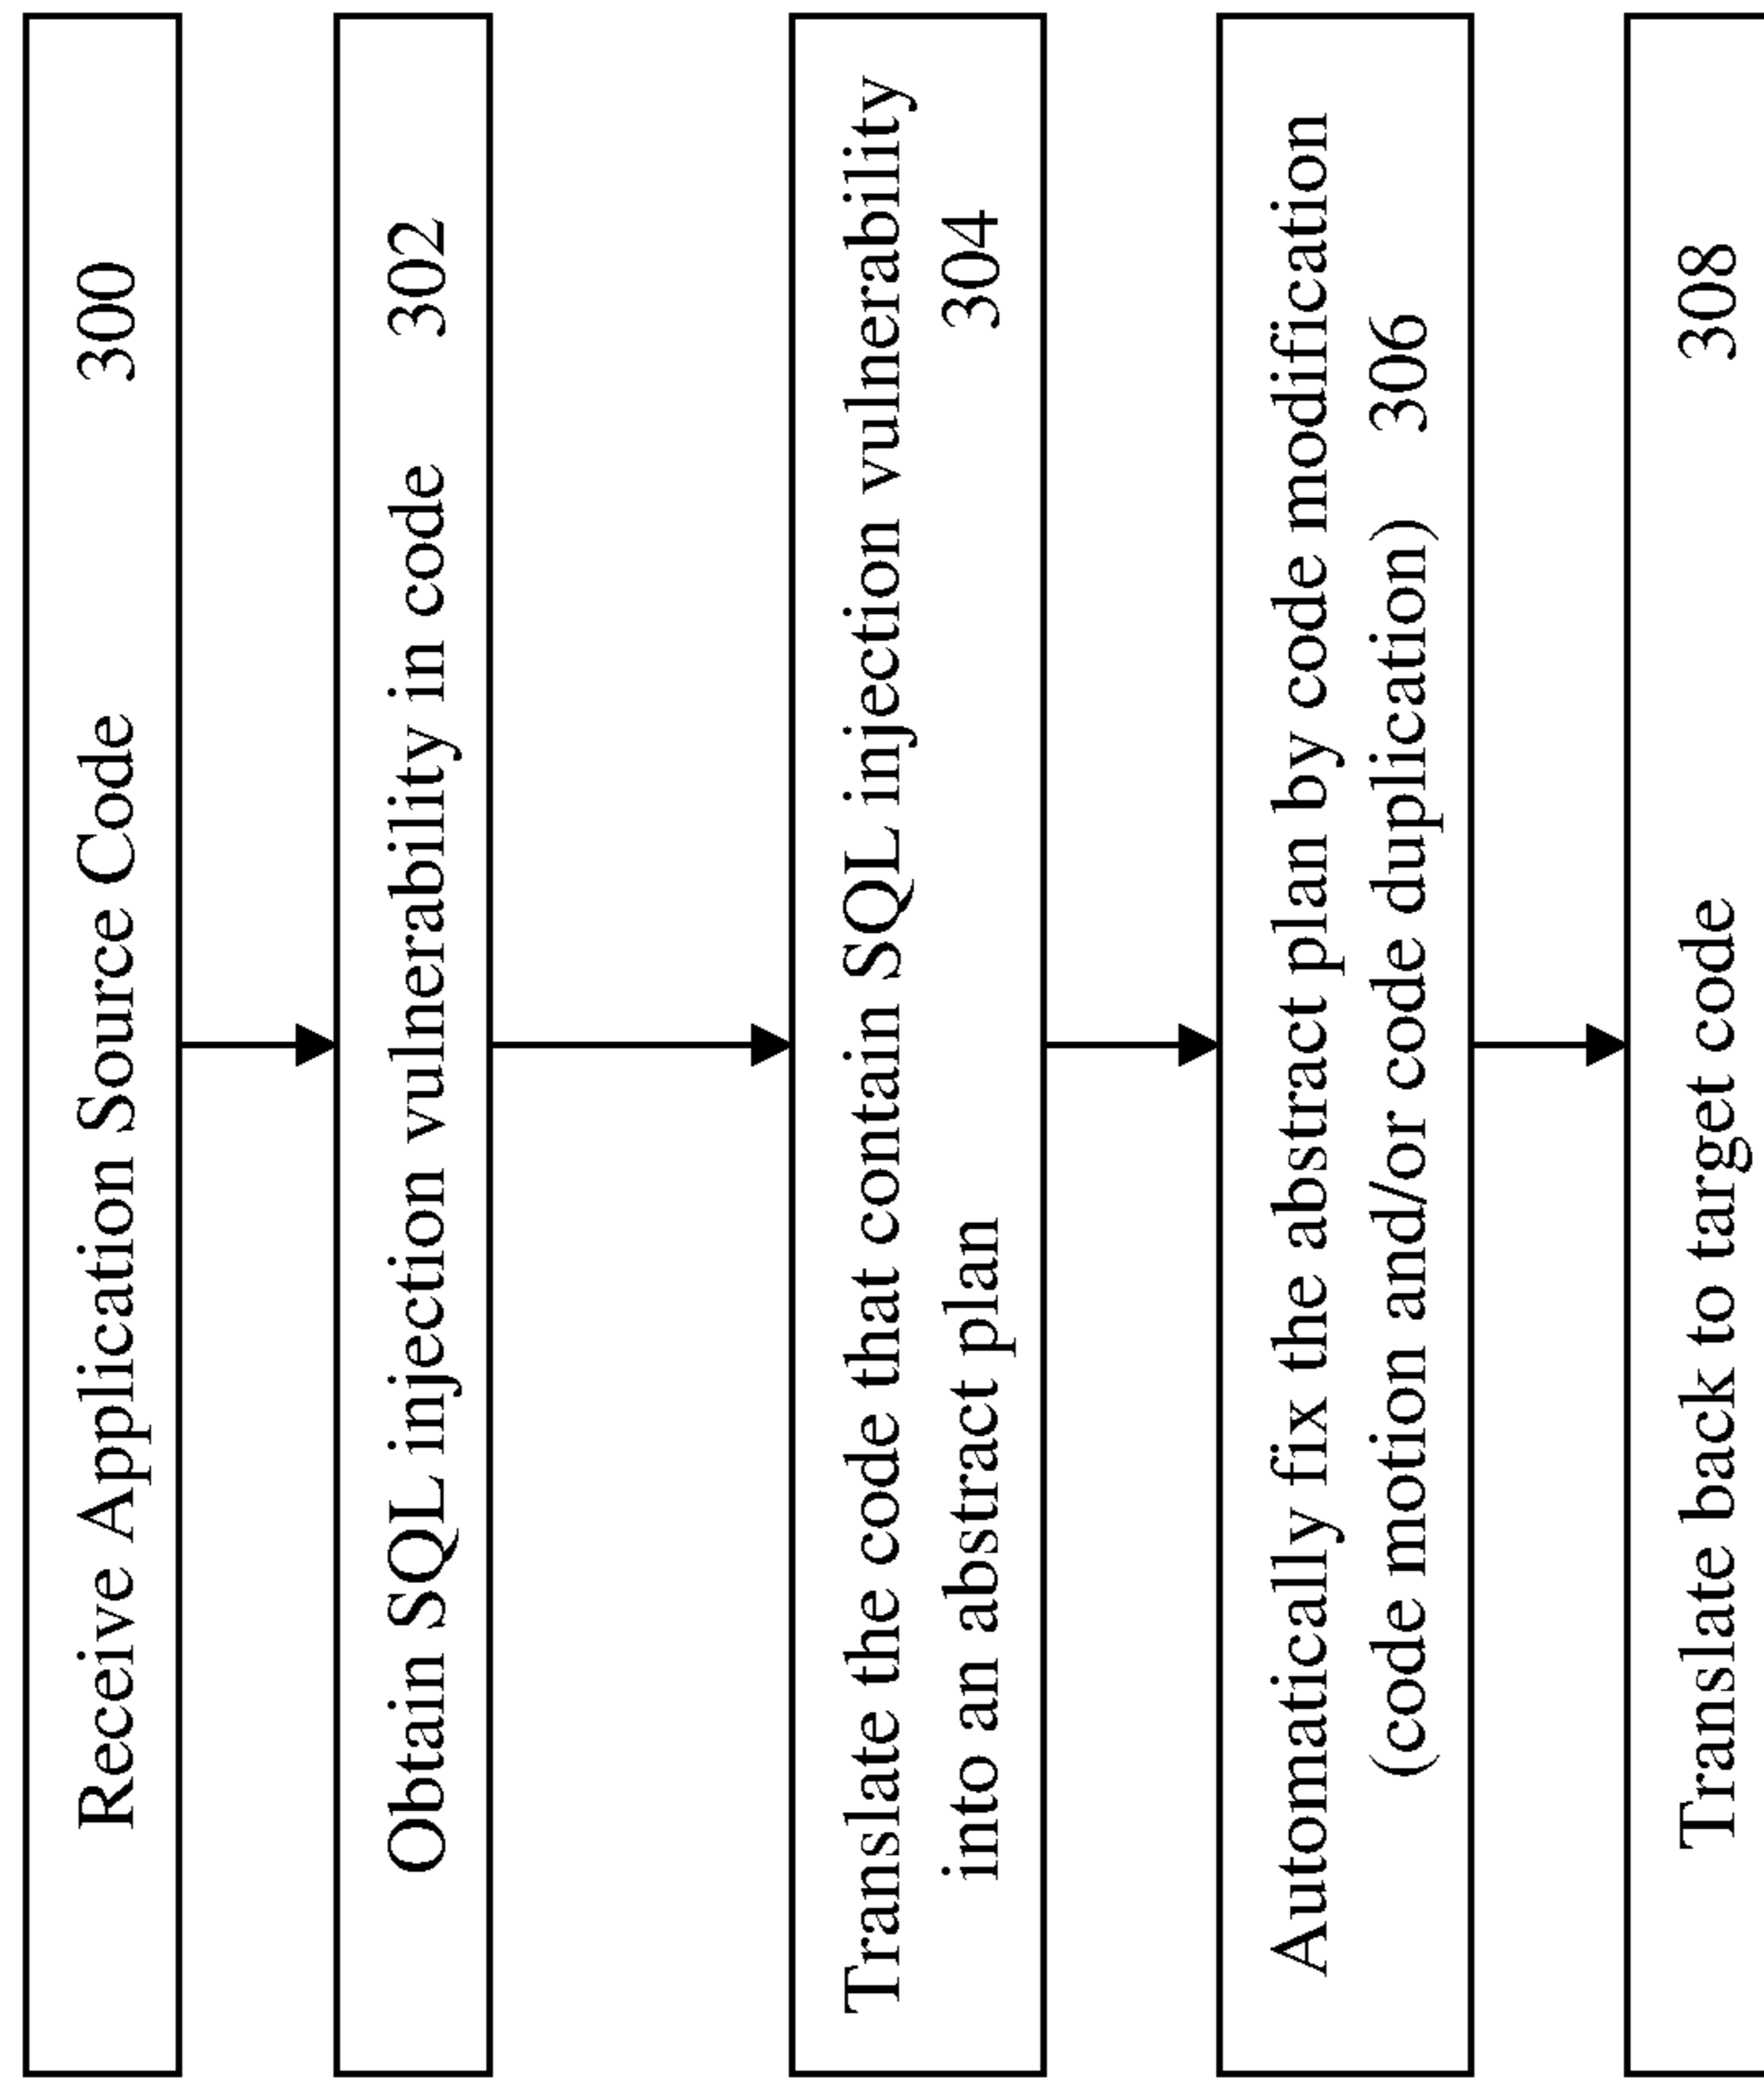 Receive Application Source Code 300
Obtain SQL injection vulnerability in code 302
Translate the code that contain SQL injection vulnerability
into an abstract plan 304
Automatically fix the abstract plan by code modification
(code motion and/or code duplication) 306
Translate back to target code 308